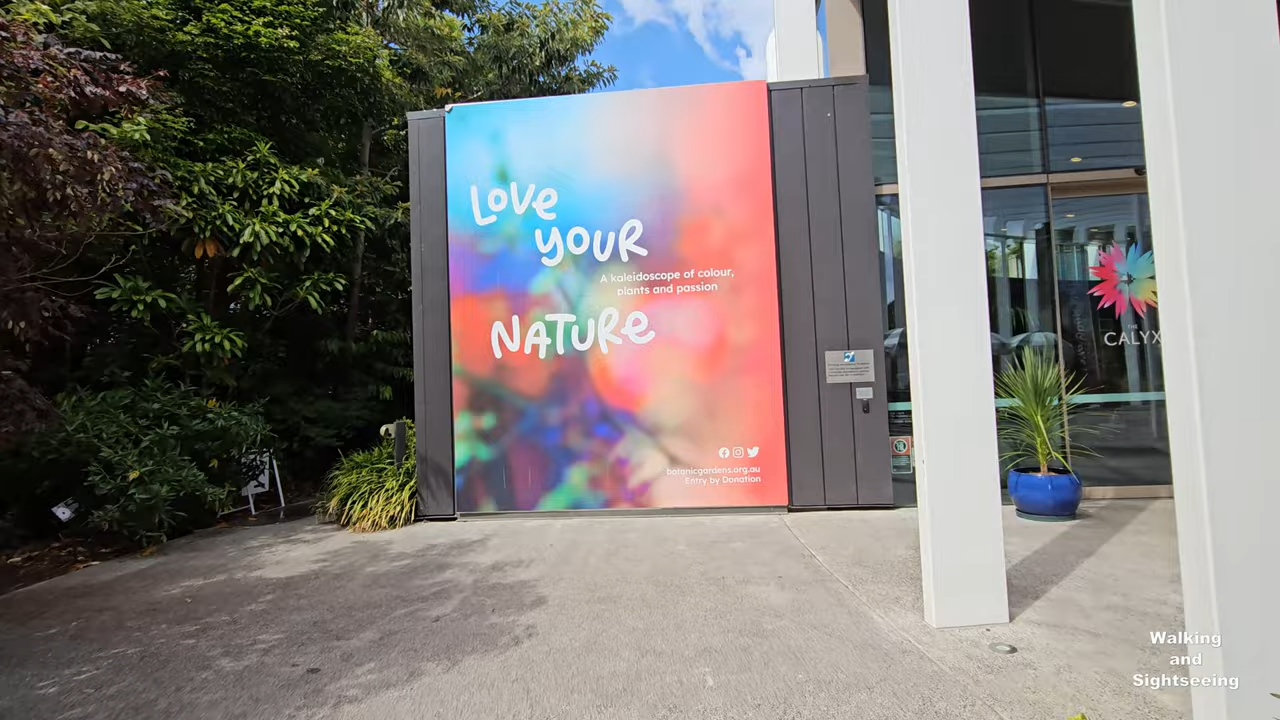 Love
YOUR
A kaleidoscope of colour,
plants and passion
NATURe
botanicgardens.org.au
Entry by Donation
THE
CALYX
Walking
and
Sightseeing